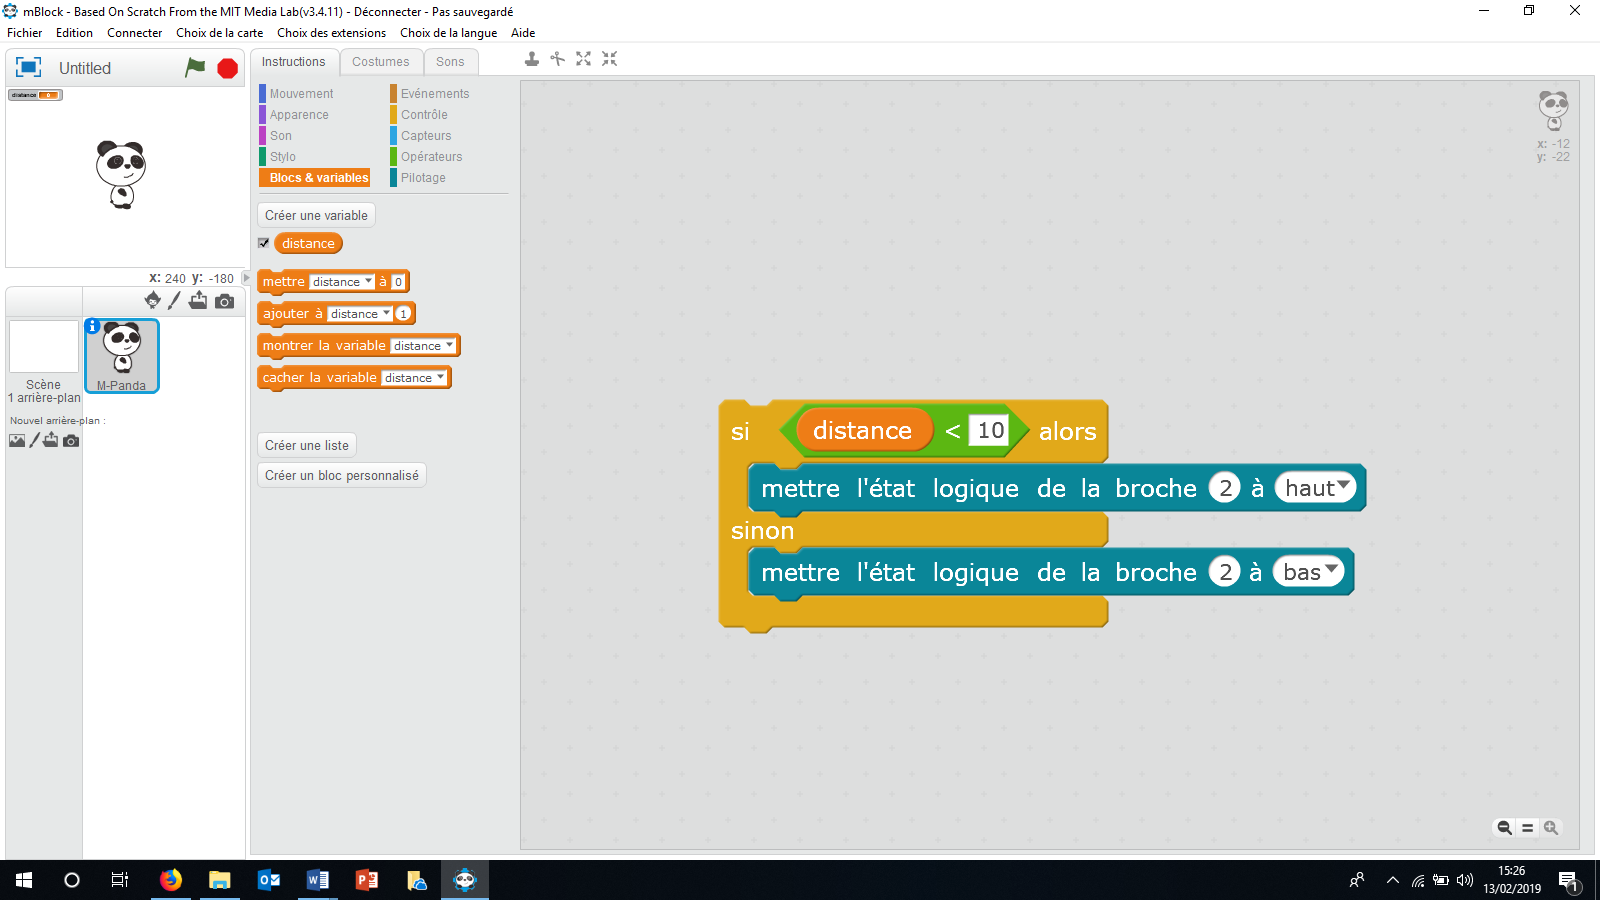 mBlock - Based On Scratch From the MIT Media Lab(v3.4.11) - Déconnecter - Pas sauvegardé
Fichier Edition Connecter Choix de la carte Choix des extensions Choix de la langue Aide
Untitled
distance 0
x: 240 y: -180
Scène
1 arrière-plan
Nouvel arrière-plan :
M-Panda
Instructions Costumes Sons
Mouvement Evénements
Apparence Contrôle
Son Capteurs
Stylo Opérateurs
Blocs & variables Pilotage
Créer une variable
distance
mettre distance à 0
ajouter à distance 1
montrer la variable distance
cacher la variable distance
Créer une liste
Créer un bloc personnalisé
x: -12
y: -22
si distance < 10 alors
mettre l'état logique de la broche 2 à haut
sinon
mettre l'état logique de la broche 2 à bas
15:26
13/02/2019
1